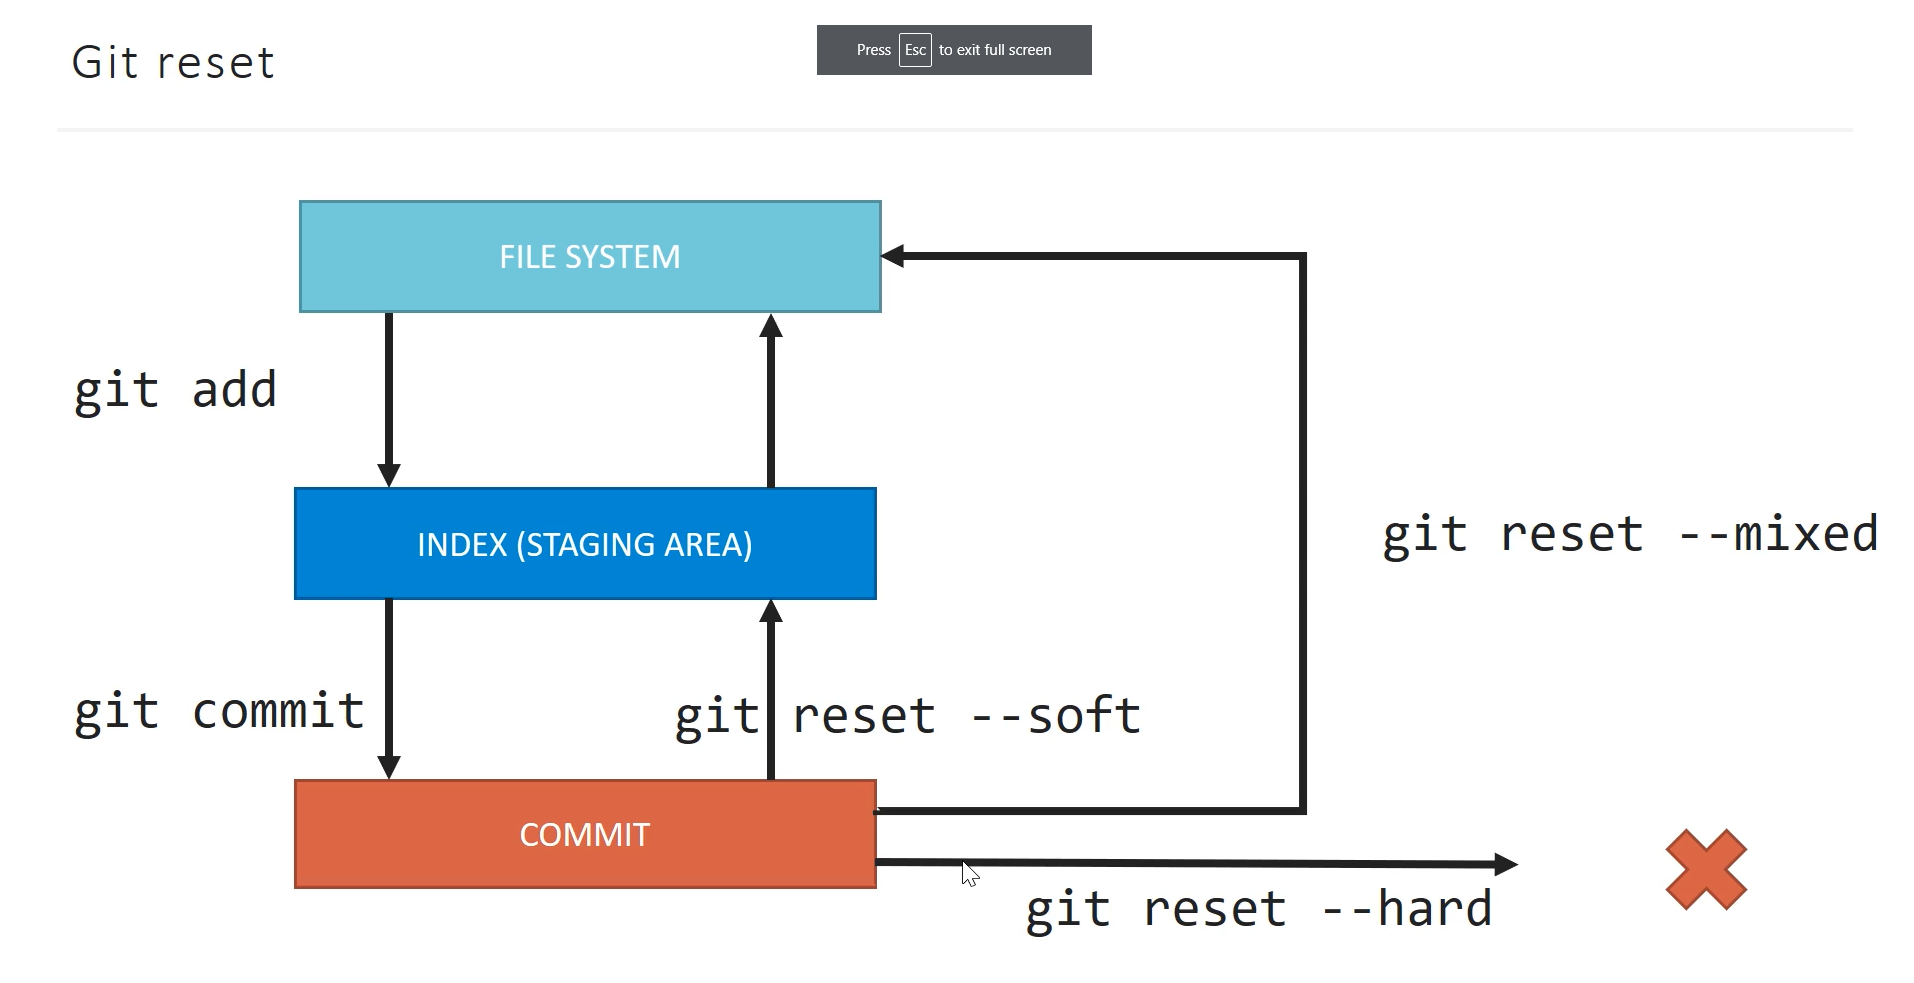 Git reset
Press Esc to exit full screen
FILE SYSTEM
git add
INDEX (STAGING AREA)
git reset --mixed
git commit
git reset --soft
COMMIT
git reset --hard